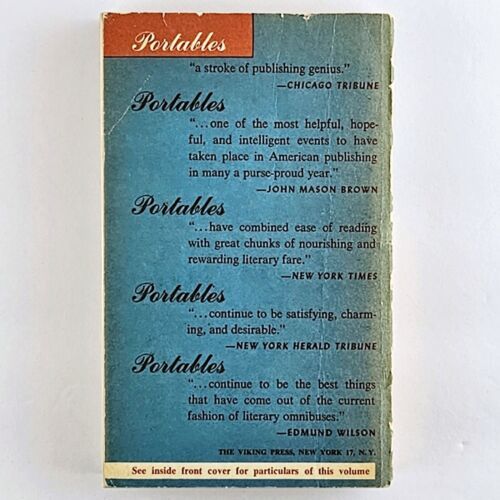 Portables
"a stroke of publishing genius."
—CHICAGO TRIBUNE
Portables
"...one of the most helpful, hope-
ful, and intelligent events to have
taken place in American publishing
in many a purse-proud year."
—JOHN MASON BROWN
Portables
"...have combined ease of reading
with great chunks of nourishing and
rewarding literary fare."
—NEW YORK TIMES
Portables
"...continue to be satisfying, charm-
ing, and desirable."
—NEW YORK HERALD TRIBUNE
Portables
"...continue to be the best things
that have come out of the current
fashion of literary omnibuses."
—EDMUND WILSON
THE VIKING PRESS, NEW YORK 17, N.Y.
See inside front cover for particulars of this volume